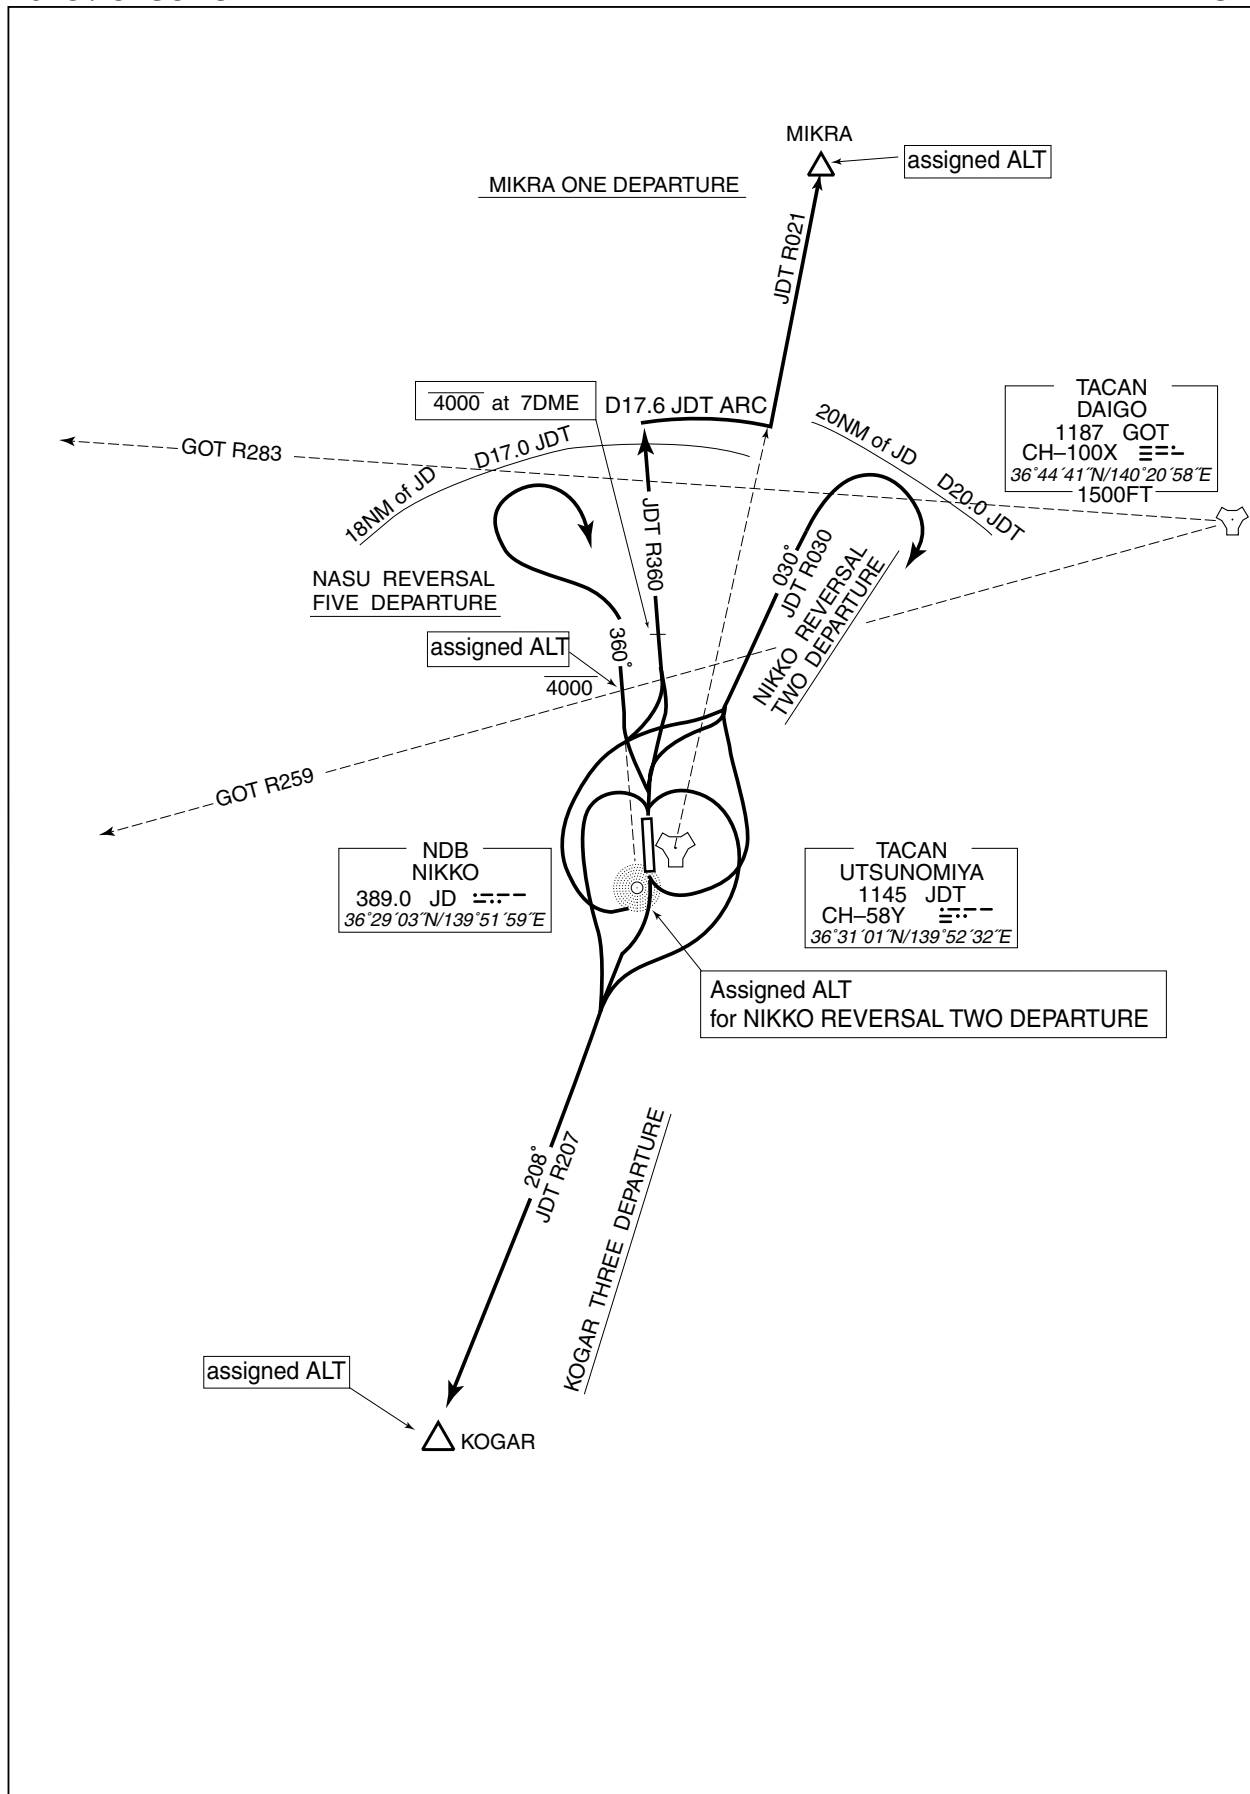 MIKRA
assigned ALT
MIKRA ONE DEPARTURE
JDT R021
4000 at 7DME
D17.6 JDT ARC
TACAN
DAIGO
1187 GOT
CH–100X
36°44´41˝N/140°20´58˝E
1500FT
GOT R283
D17.0 JDT
18NM of JD
20NM of JD
D20.0 JDT
JDT R360
030°
JDT R030
NIKKO REVERSAL
TWO DEPARTURE
NASU REVERSAL
FIVE DEPARTURE
360°
assigned ALT
4000
GOT R259
NDB
NIKKO
389.0 JD
36°29´03˝N/139°51´59˝E
TACAN
UTSUNOMIYA
1145 JDT
CH–58Y
36°31´01˝N/139°52´32˝E
Assigned ALT
for NIKKO REVERSAL TWO DEPARTURE
208°
JDT R207
KOGAR THREE DEPARTURE
assigned ALT
KOGAR